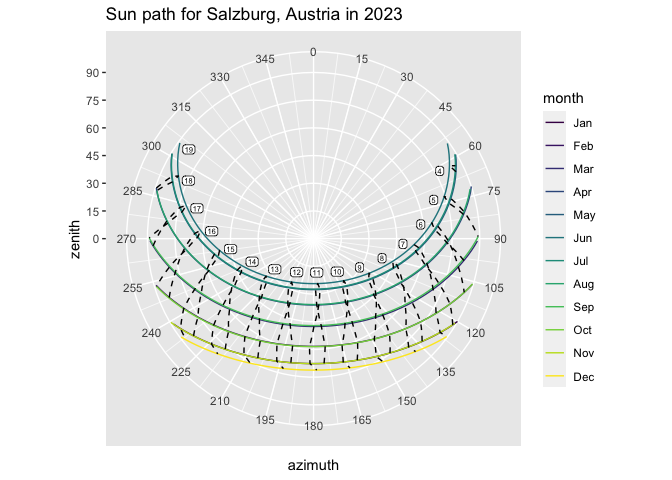 Sun path for Salzburg, Austria in 2023
0
345
15
330
30
315
45
300
60
285
75
270
90
255
105
240
120
225
135
210
150
195
165
180
90
75
60
45
30
15
0
zenith
azimuth
19
18
17
16
15
14
13
12
11
10
9
8
7
6
5
4
month
Jan
Feb
Mar
Apr
May
Jun
Jul
Aug
Sep
Oct
Nov
Dec